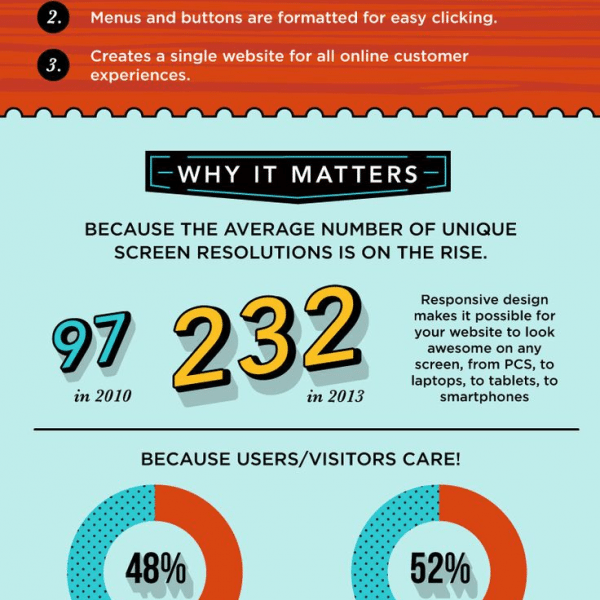 2. Menus and buttons are formatted for easy clicking.
3. Creates a single website for all online customer
experiences.
WHY IT MATTERS
BECAUSE THE AVERAGE NUMBER OF UNIQUE
SCREEN RESOLUTIONS IS ON THE RISE.
97
in 2010
232
in 2013
Responsive design
makes it possible for
your website to look
awesome on any
screen, from PCS, to
laptops, to tablets, to
smartphones
BECAUSE USERS/VISITORS CARE!
48%
52%